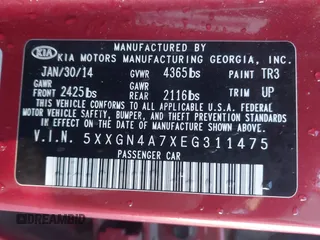 MANUFACTURED BY
KIA KIA MOTORS MANUFACTURING GEORGIA, INC.
JAN/30/14 GVWR 4365lbs PAINT TR3
GAWR FRONT 2425lbs GAWR REAR 2116lbs TRIM UP
THIS VEHICLE CONFORMS TO ALL APPLICABLE U.S. FEDERAL
MOTOR VEHICLE SAFETY, BUMPER, AND THEFT PREVENTION
STANDARDS IN EFFECT ON THE DATE OF MANUFACTURE SHOWN ABOVE.
V.I.N. 5XXGN4A7XEG311475
PASSENGER CAR
DREAMBID